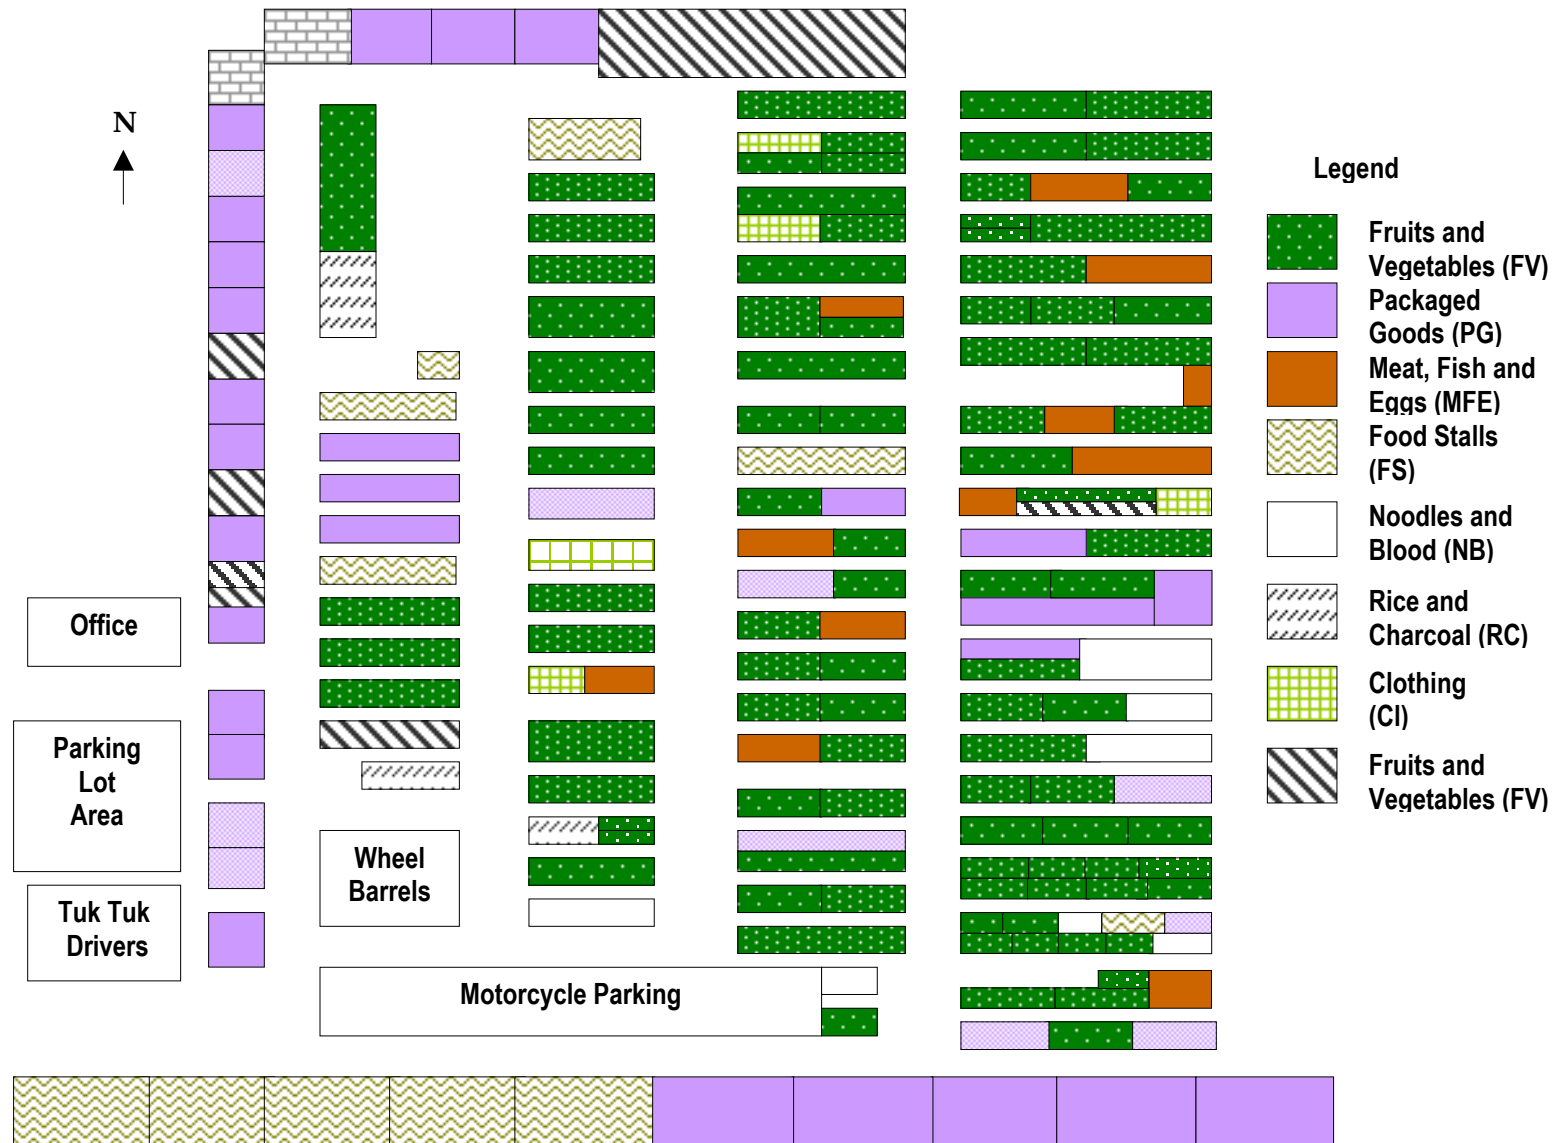 N
Legend
Fruits and
Vegetables (FV)
Packaged
Goods (PG)
Meat, Fish and
Eggs (MFE)
Food Stalls
(FS)
Noodles and
Blood (NB)
Rice and
Charcoal (RC)
Clothing
(Cl)
Fruits and
Vegetables (FV)
Office
Parking
Lot
Area
Tuk Tuk
Drivers
Wheel
Barrels
Motorcycle Parking